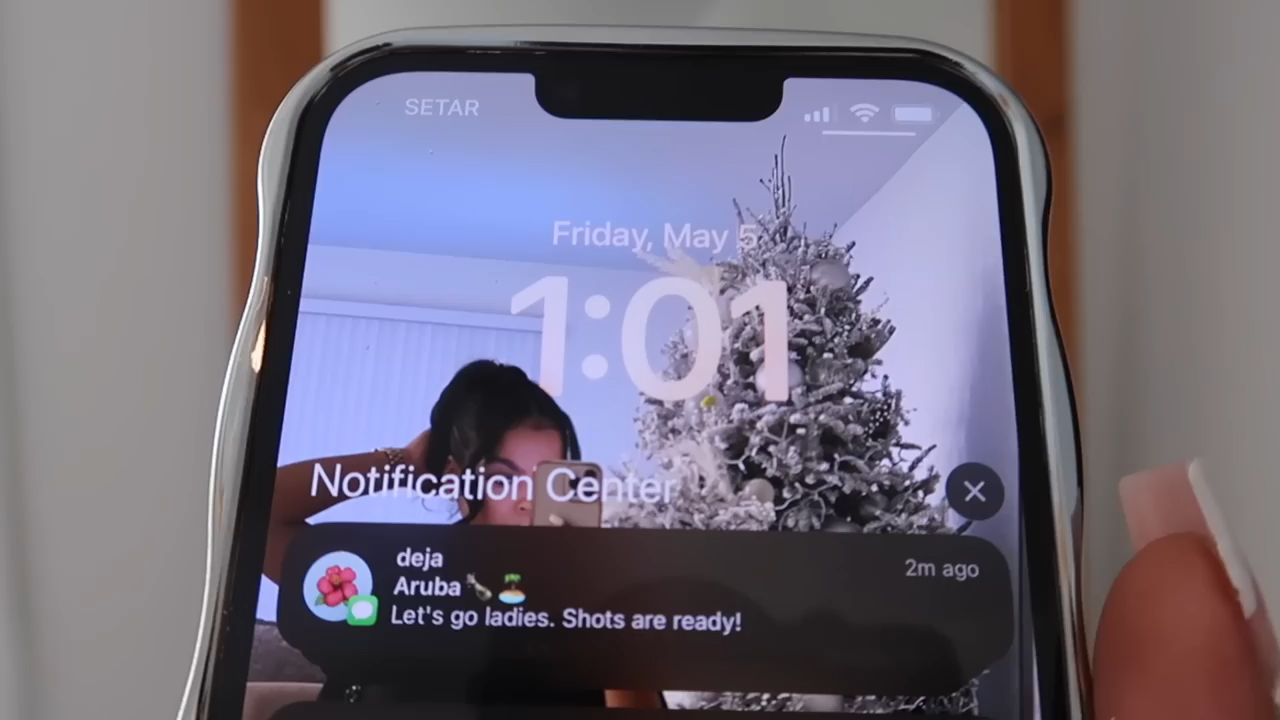 SETAR
Friday, May 5
1:01
Notification Center
deja
2m ago
Aruba🍾🏝️
Let's go ladies. Shots are ready!